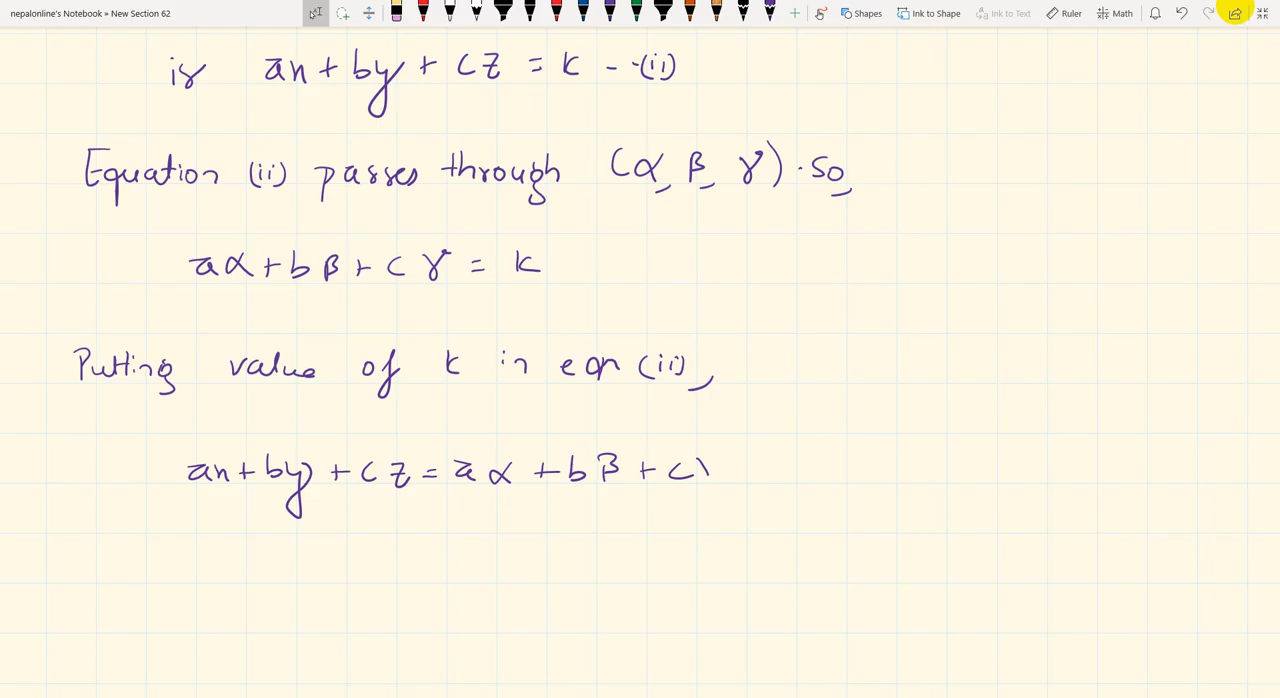 nepalonline's Notebook » New Section 62
Shapes Ink to Shape Ink to Text Ruler Math
is ax + by + cz = k - (ii)
Equation (ii) passes through (α, β, γ). So,
aα + bβ + cγ = k
Putting value of k in eqn (ii),
ax + by + cz = aα + bβ + c